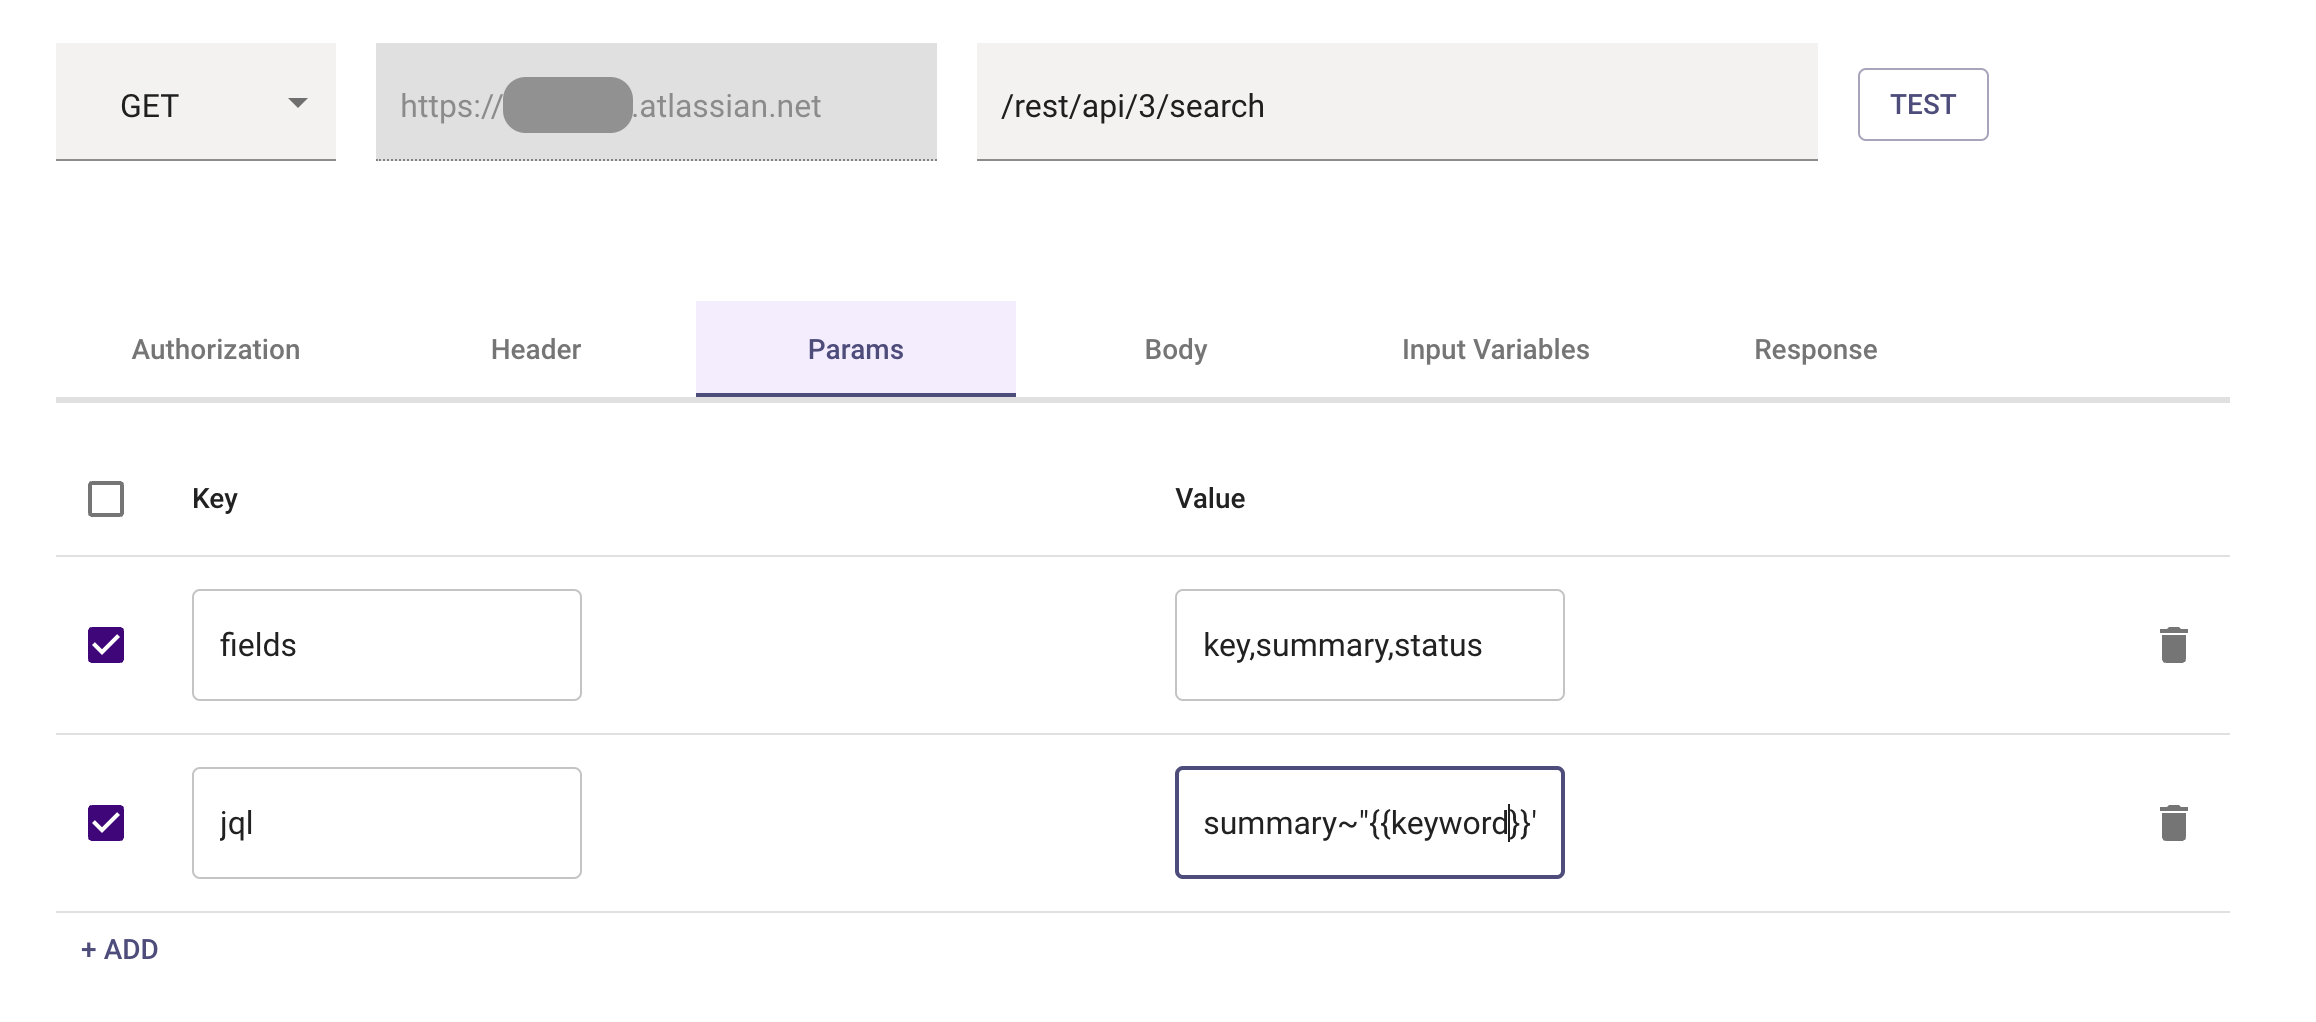 GET https://.atlassian.net /rest/api/3/search TEST
Authorization Header Params Body Input Variables Response
Key Value
fields key,summary,status
jql summary~"{{keyword}}'
+ ADD